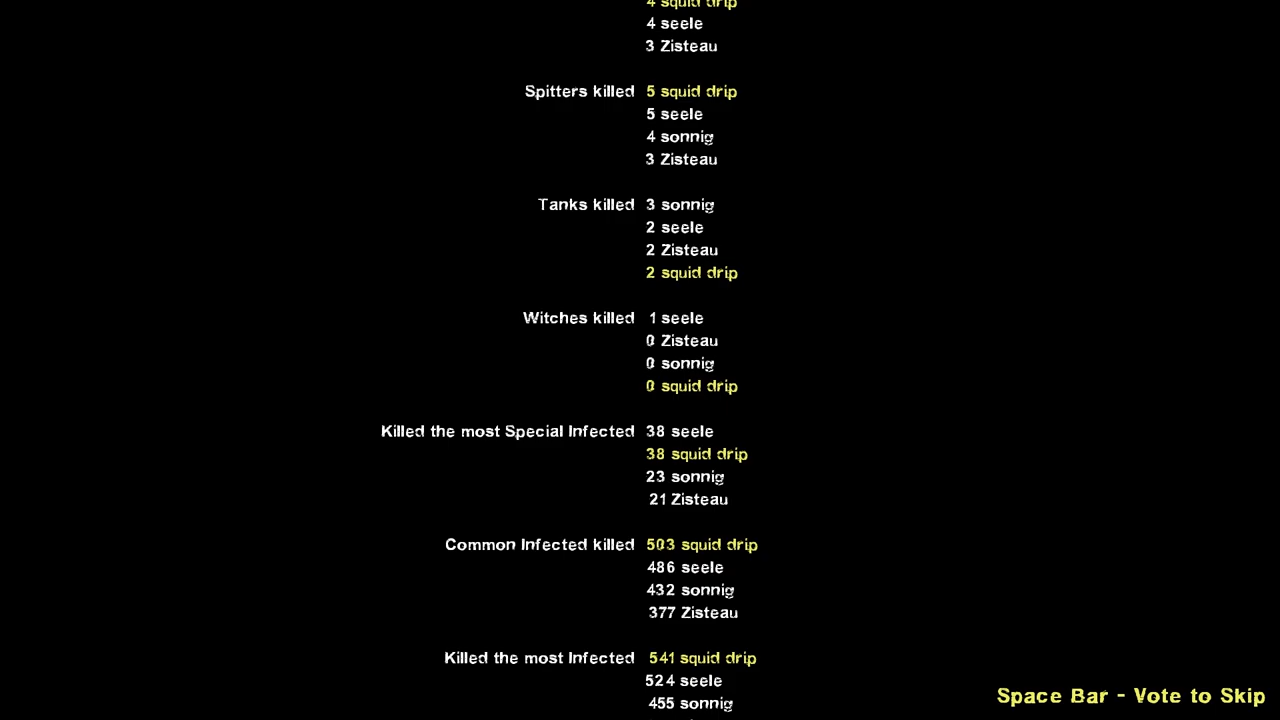 4 squid drip
4 seele
3 Zisteau
Spitters killed 5 squid drip
5 seele
4 sonnig
3 Zisteau
Tanks killed 3 sonnig
2 seele
2 Zisteau
2 squid drip
Witches killed 1 seele
0 Zisteau
0 sonnig
0 squid drip
Killed the most Special Infected 38 seele
38 squid drip
23 sonnig
21 Zisteau
Common Infected killed 503 squid drip
486 seele
432 sonnig
377 Zisteau
Killed the most Infected 541 squid drip
524 seele
455 sonnig
Space Bar - Vote to Skip